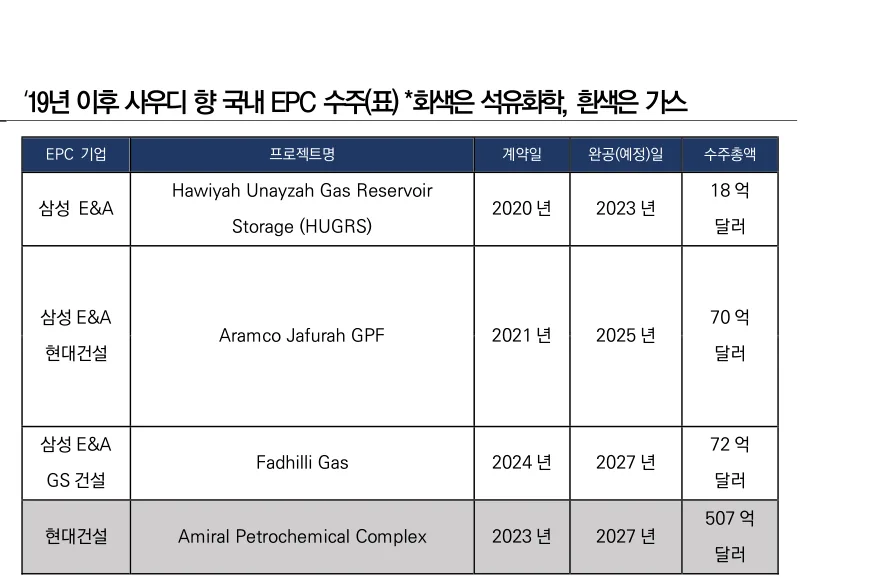 ‘19년 이후 사우디 향 국내 EPC 수주(표) *회색은 석유화학, 흰색은 가스
EPC 기업 프로젝트명 계약일 완공(예정)일 수주총액
삼성 E&A
Hawiyah Unayzah Gas Reservoir
Storage (HUGRS)
2020 년
2023 년
18 억
달러
삼성 E&A
현대건설
Aramco Jafurah GPF
2021 년
2025 년
70 억
달러
삼성 E&A
GS 건설
Fadhilli Gas
2024 년
2027 년
72 억
달러
현대건설
Amiral Petrochemical Complex
2023 년
2027 년
507 억
달러